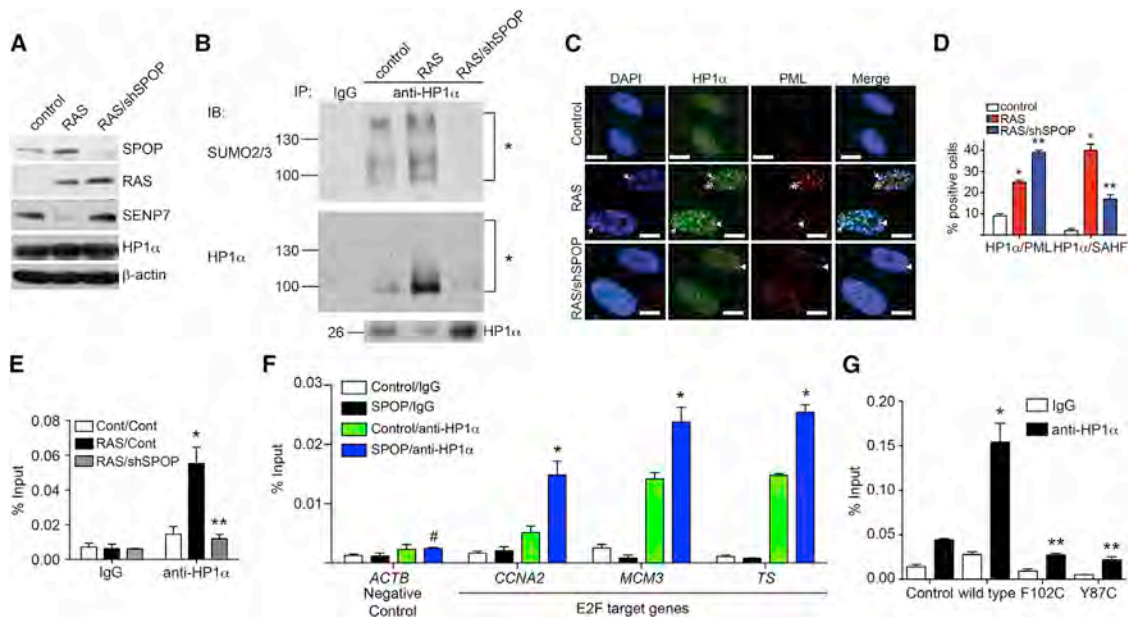 A
control
RAS
RAS/shSPOP
SPOP
RAS
SENP7
HP1α
β-actin
B
control
RAS
RAS/shSPOP
IP:
IgG
anti-HP1α
IB:
SUMO2/3
130
100
*
HP1α
130
100
*
26
HP1α
C
DAPI
HP1α
PML
Merge
Control
RAS
RAS/shSPOP
D
control
RAS
RAS/shSPOP
% positive cells
40
30
20
10
*
**
*
**
HP1α/PML
HP1α/SAHF
E
Cont/Cont
RAS/Cont
RAS/shSPOP
% Input
0.08
0.06
0.04
0.02
0.00
*
**
IgG
anti-HP1α
F
Control/IgG
SPOP/IgG
Control/anti-HP1α
SPOP/anti-HP1α
% Input
0.03
0.02
0.01
#
*
*
*
ACTB
Negative
Control
CCNA2
MCM3
TS
E2F target genes
G
IgG
anti-HP1α
% Input
0.20
0.15
0.10
0.05
0.00
*
**
**
Control
wild type
F102C
Y87C